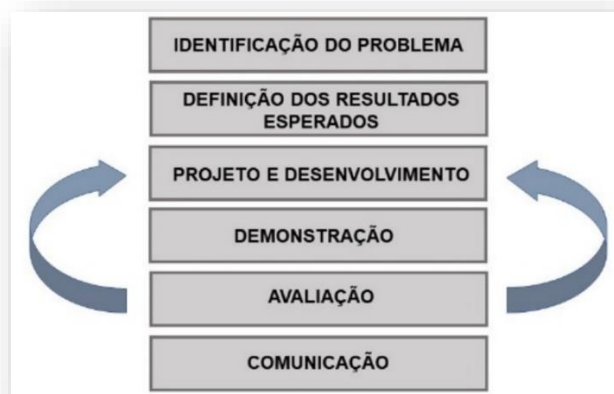 IDENTIFICAÇÃO DO PROBLEMA
DEFINIÇÃO DOS RESULTADOS
ESPERADOS
PROJETO E DESENVOLVIMENTO
DEMONSTRAÇÃO
AVALIAÇÃO
COMUNICAÇÃO